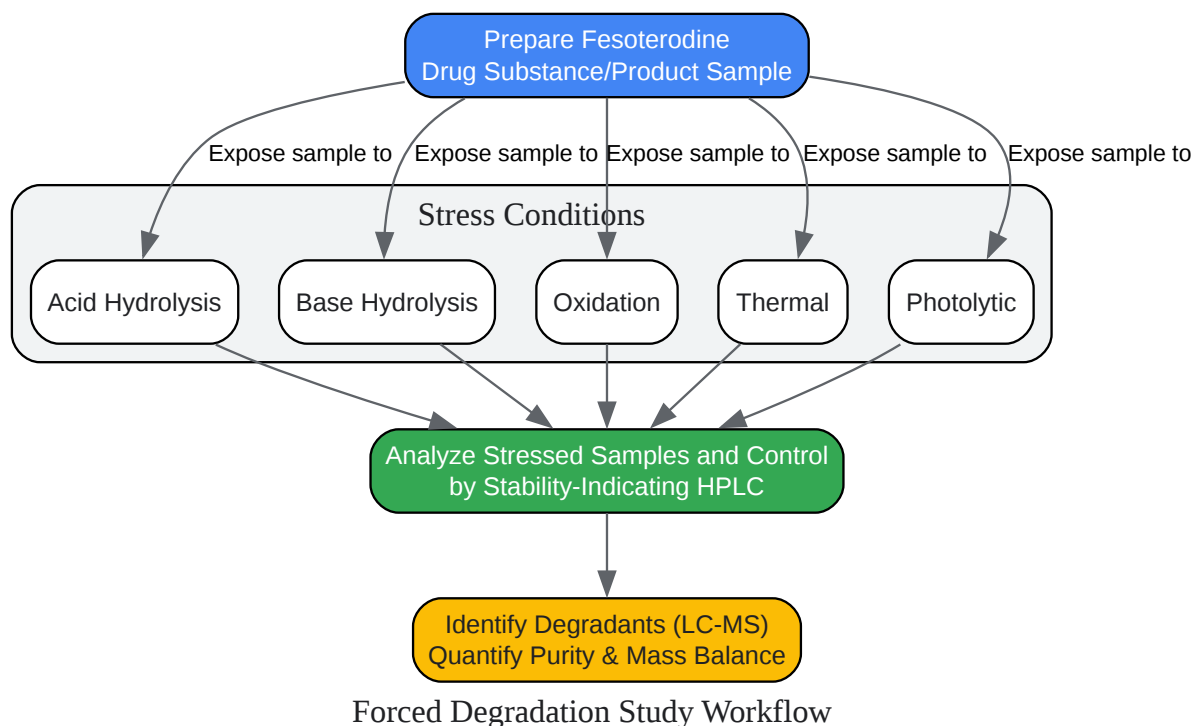 Prepare Fesoterodine
Drug Substance/Product Sample
Expose sample to
Expose sample to
Expose sample to
Expose sample to
Expose sample to
Stress Conditions
Acid Hydrolysis
Base Hydrolysis
Oxidation
Thermal
Photolytic
Analyze Stressed Samples and Control
by Stability-Indicating HPLC
Identify Degradants (LC-MS)
Quantify Purity & Mass Balance
Forced Degradation Study Workflow